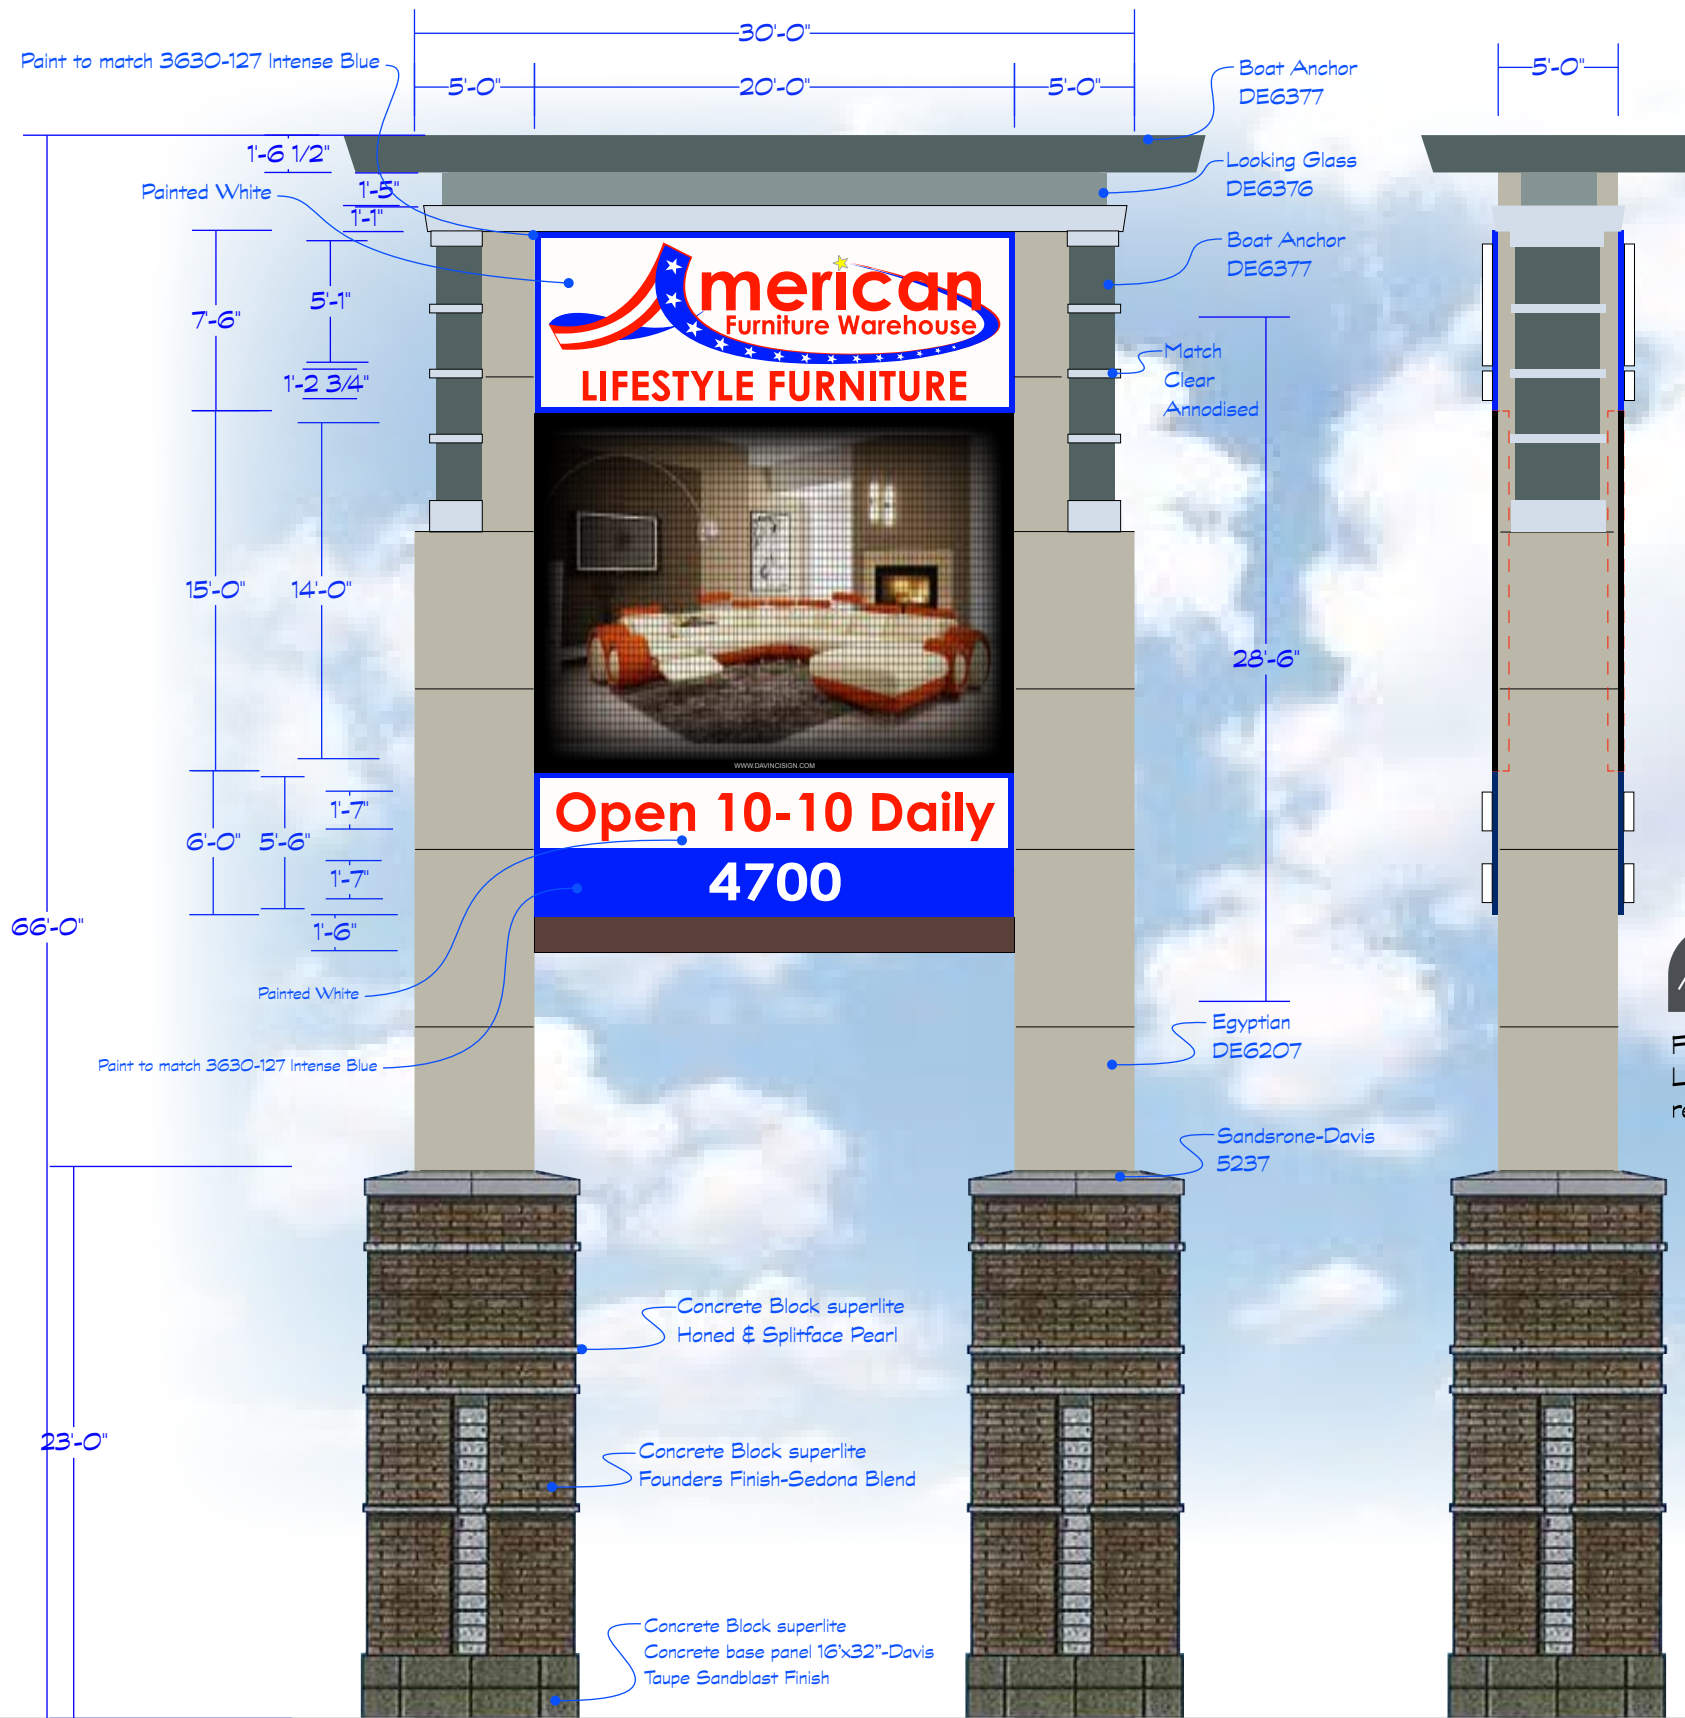 30'-0"
Paint to match 3630-127 Intense Blue
5'-0"
20'-0"
5'-0"
Boat Anchor
DE6377
5'-0"
1'-6 1/2"
Looking Glass
DE6376
Painted White
1'-5"
1'-1"
Boat Anchor
DE6377
merican
Furniture Warehouse
LIFESTYLE FURNITURE
7'-6"
5'-1"
1'-2 3/4"
Match
Clear
Annodised
15'-0"
14'-0"
28'-6"
WWW.DAVINCISIGN.COM
Open 10-10 Daily
4700
6'-0"
5'-6"
1'-7"
1'-7"
1'-6"
66'-0"
Painted White
Egyptian
DE6207
Paint to match 3630-127 Intense Blue
Sandsrone-Davis
5237
Concrete Block superlite
Honed & Splitface Pearl
23'-0"
Concrete Block superlite
Founders Finish-Sedona Blend
Concrete Block superlite
Concrete base panel 16'x32"-Davis
Taupe Sandblast Finish